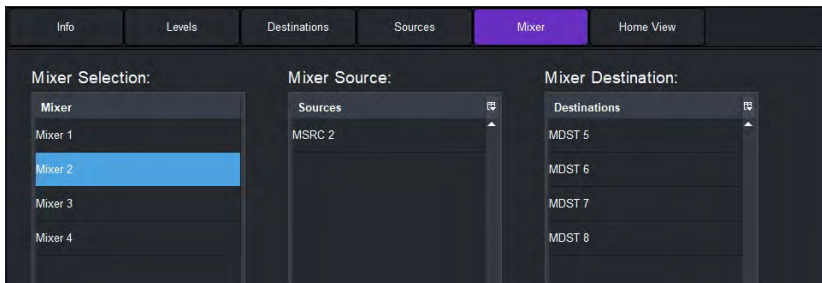 Info Levels Destinations Sources Mixer Home View
Mixer Selection: Mixer Source: Mixer Destination:
Mixer Sources Destinations
Mixer 1 MSRC 2 MDST 5
Mixer 2 MDST 6
Mixer 3 MDST 7
Mixer 4 MDST 8